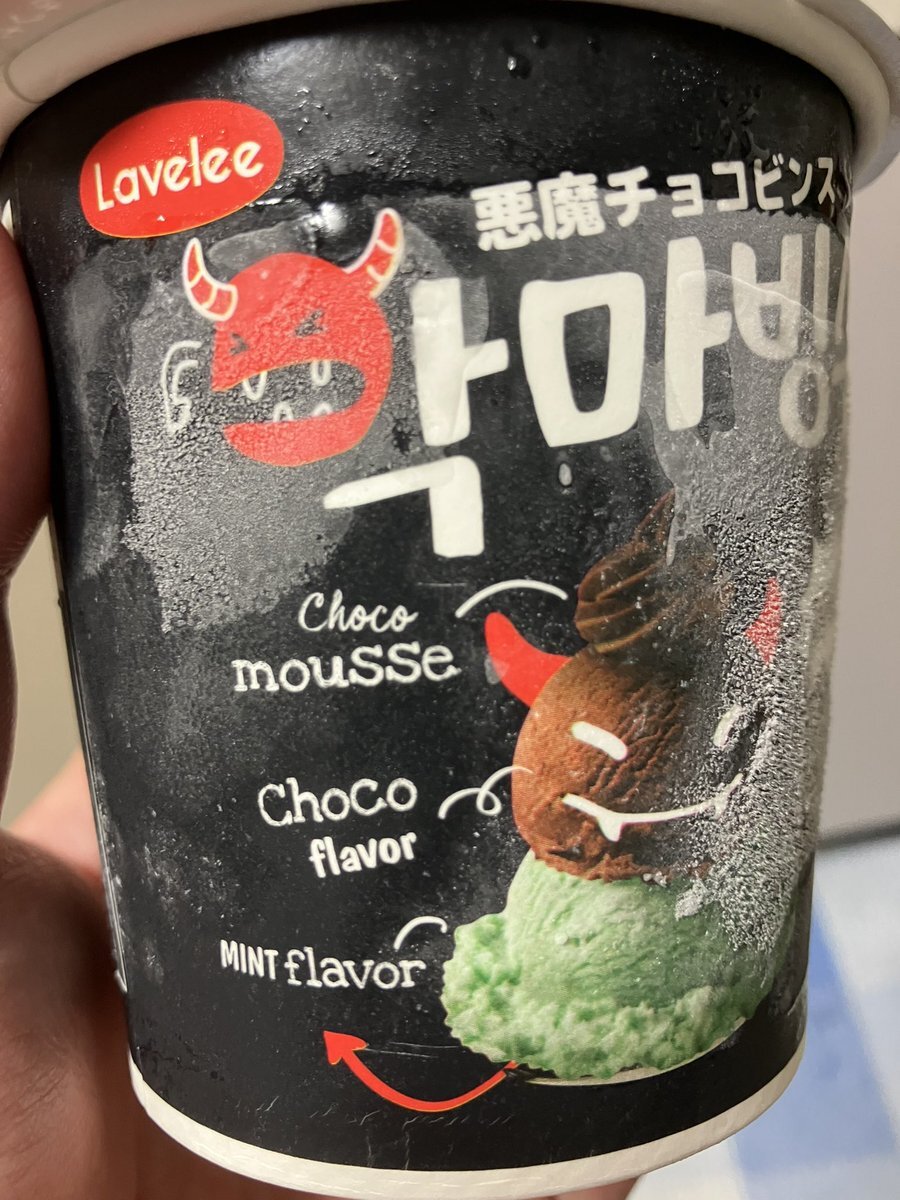 Lavelee
悪魔チョコビンス
악마빙
Choco
mousse
Choco
flavor
MINT flavor